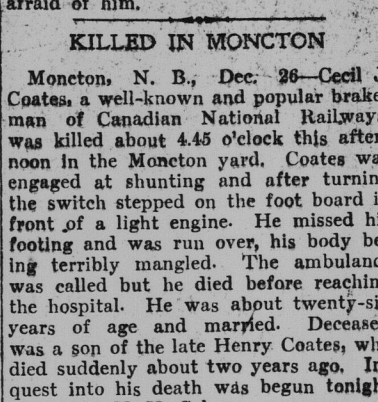 afraid of him.
KILLED IN MONCTON
Moncton, N. B., Dec. 26—Cecil J.
Coates, a well-known and popular brake
man of Canadian National Railway
was killed about 4.45 o'clock this after
noon in the Moncton yard. Coates wa
engaged at shunting and after turnin
the switch stepped on the foot board i
front of a light engine. He missed hi
footing and was run over, his body be
ing terribly mangled. The ambulanc
was called but he died before reachin
the hospital. He was about twenty-si
years of age and married. Decease
was a son of the late Henry Coates, wh
died suddenly about two years ago. In
quest into his death was begun tonigh